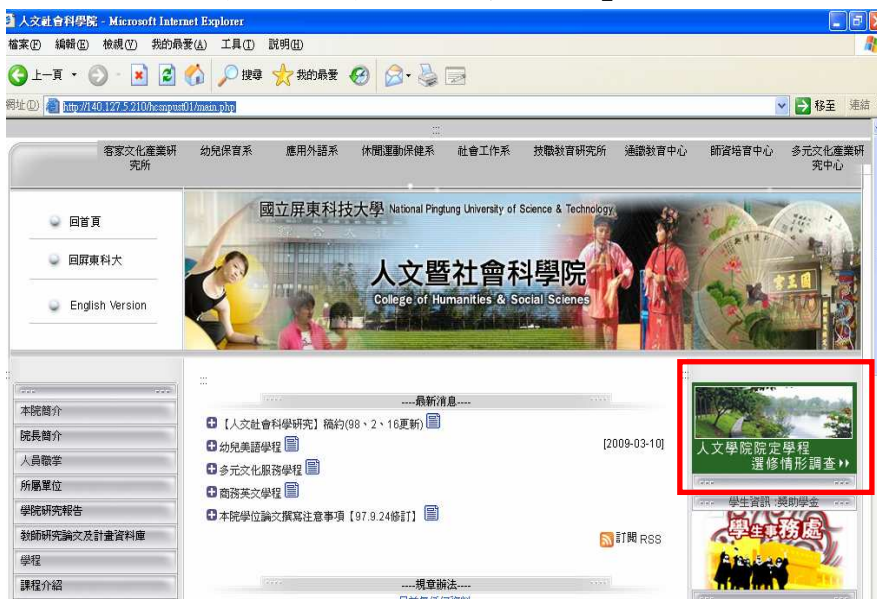 人文社會科學院 - Microsoft Internet Explorer
檔案(F) 編輯(E) 檢視(V) 我的最愛(A) 工具(T) 說明(H)
上一頁 搜尋 我的最愛
網址(D) http://140.127.5.210/hcsnpust01/main.php 移至 連結
:::
客家文化產業研究所 幼兒保育系 應用外語系 休閒運動保健系 社會工作系 技職教育研究所 通識教育中心 師資培育中心 多元文化產業研究中心
回首頁
回屏東科大
English Version
國立屏東科技大學 National Pingtung University of Science & Technology
人文暨社會科學院
College of Humanities & Social Scienes
:::
本院簡介
院長簡介
人員職掌
所屬單位
學院研究報告
教師研究論文及計畫資料庫
學程
課程介紹
:::
----最新消息----
【人文社會科學研究】稿約(98、2、16更新)
幼兒美語學程 [2009-03-10]
多元文化服務學程
商務英文學程
本院學位論文撰寫注意事項【97.9.24修訂】
訂閱 RSS
----規章辦法----
:::
人文學院院定學程
選修情形調查
學生資訊:獎助學金
學生事務處